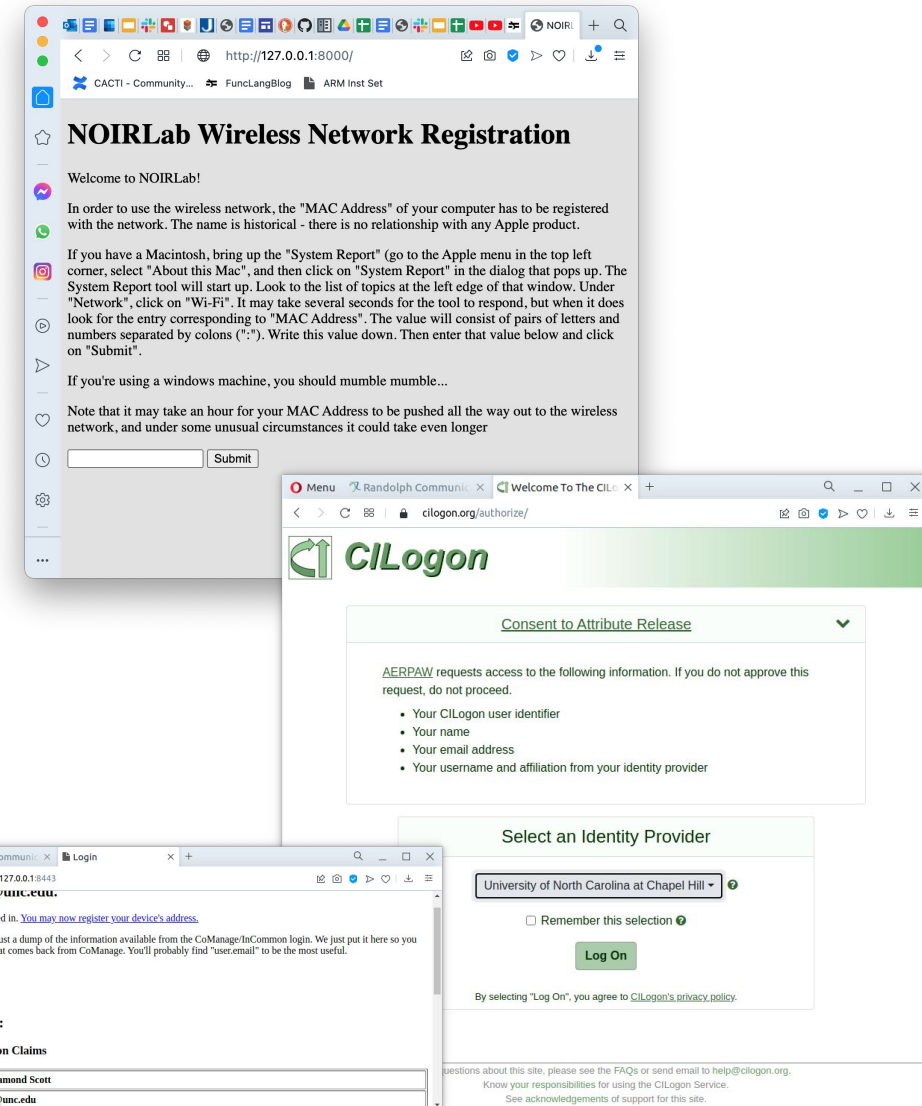 NOIRL
http://127.0.0.1:8000/
CACTI - Community... FuncLangBlog ARM Inst Set
NOIRLab Wireless Network Registration
Welcome to NOIRLab!
In order to use the wireless network, the "MAC Address" of your computer has to be registered
with the network. The name is historical - there is no relationship with any Apple product.
If you have a Macintosh, bring up the "System Report" (go to the Apple menu in the top left
corner, select "About this Mac", and then click on "System Report" in the dialog that pops up. The
System Report tool will start up. Look to the list of topics at the left edge of that window. Under
"Network", click on "Wi-Fi". It may take several seconds for the tool to respond, but when it does
look for the entry corresponding to "MAC Address". The value will consist of pairs of letters and
numbers separated by colons (":"). Write this value down. Then enter that value below and click
on "Submit".
If you're using a windows machine, you should mumble mumble...
Note that it may take an hour for your MAC Address to be pushed all the way out to the wireless
network, and under some unusual circumstances it could take even longer
Submit
Menu Randolph Communic Welcome To The CILo
cilogon.org/authorize/
CILogon
Consent to Attribute Release
AERPAW requests access to the following information. If you do not approve this
request, do not proceed.
• Your CILogon user identifier
• Your name
• Your email address
• Your username and affiliation from your identity provider
Select an Identity Provider
University of North Carolina at Chapel Hill
Remember this selection
Log On
By selecting "Log On", you agree to CILogon's privacy policy.
uestions about this site, please see the FAQs or send email to help@cilogon.org.
Know your responsibilities for using the CILogon Service.
See acknowledgements of support for this site.
ommunic Login
127.0.0.1:8443
@unc.edu.
ed in. You may now register your device's address.
ust a dump of the information available from the CoManage/InCommon login. We just put it here so you
at comes back from CoManage. You'll probably find "user.email" to be the most useful.
:
on Claims
amond Scott
@unc.edu